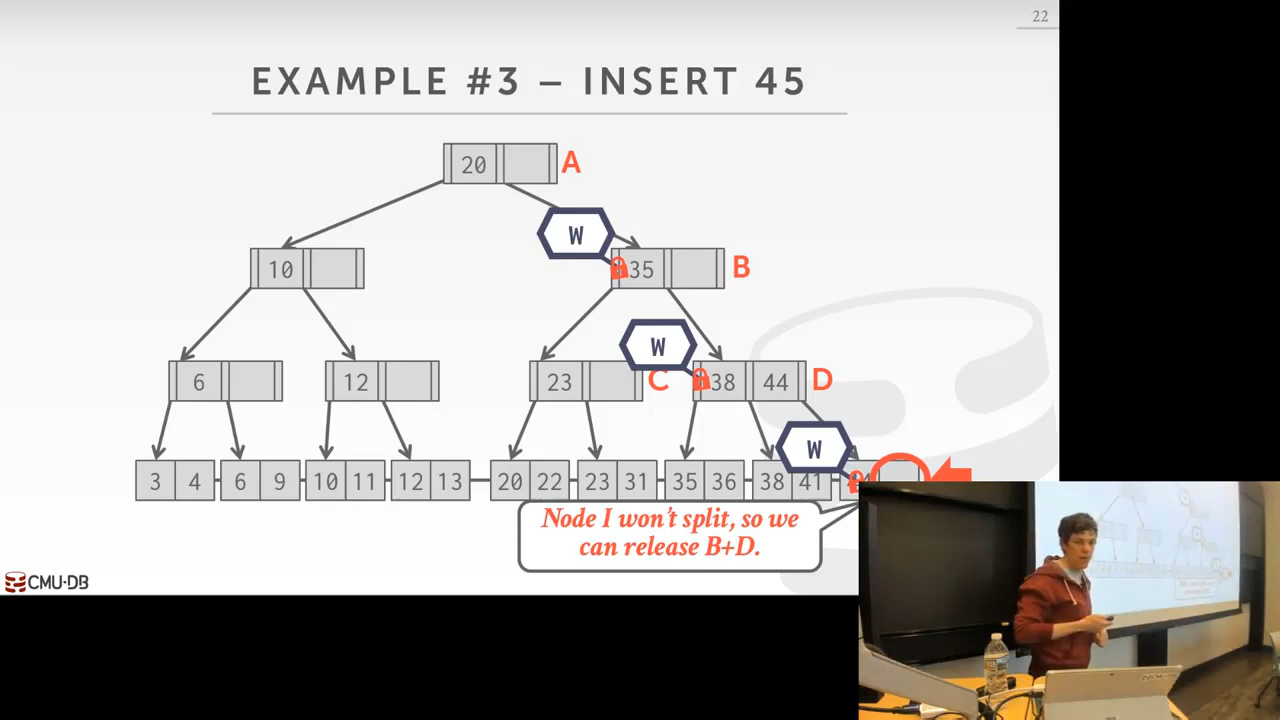 22
EXAMPLE #3 – INSERT 45
20 A
W
10 35 B
W
6 12 23 C 38 44 D
W
3 4 6 9 10 11 12 13 20 22 23 31 35 36 38 41
Node I won't split, so we
can release B+D.
CMU·DB